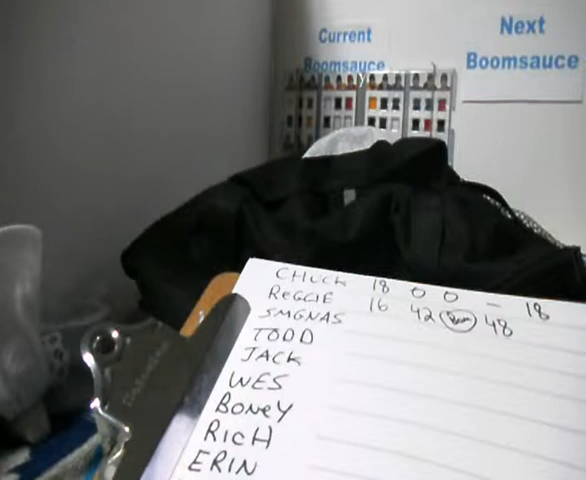 Current
Boomsauce
Next
Boomsauce
CHUCK 18 0 0 – 18
REGGIE 16 42 Boom 48
SMGNAS
TODD
JACK
WES
BONEY
RICH
ERIN